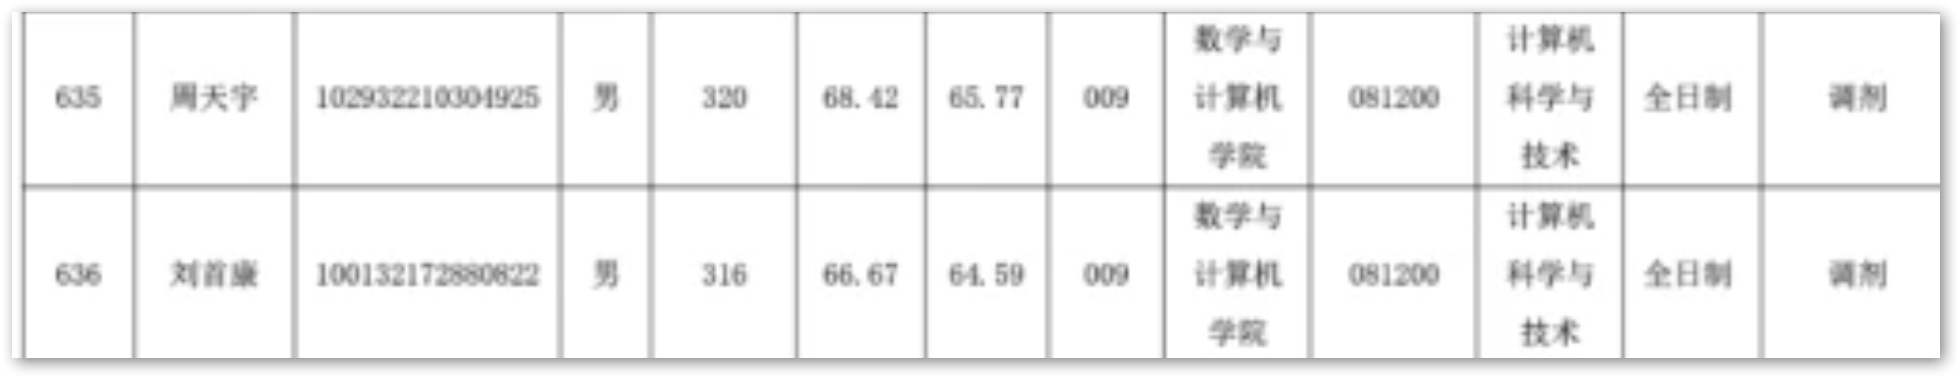 635 周天宇 102932210304925 男 320 68.42 65.77 009 数学与计算机学院 081200 计算机科学与技术 全日制 调剂
636 刘首康 100132172880822 男 316 66.67 64.59 009 数学与计算机学院 081200 计算机科学与技术 全日制 调剂